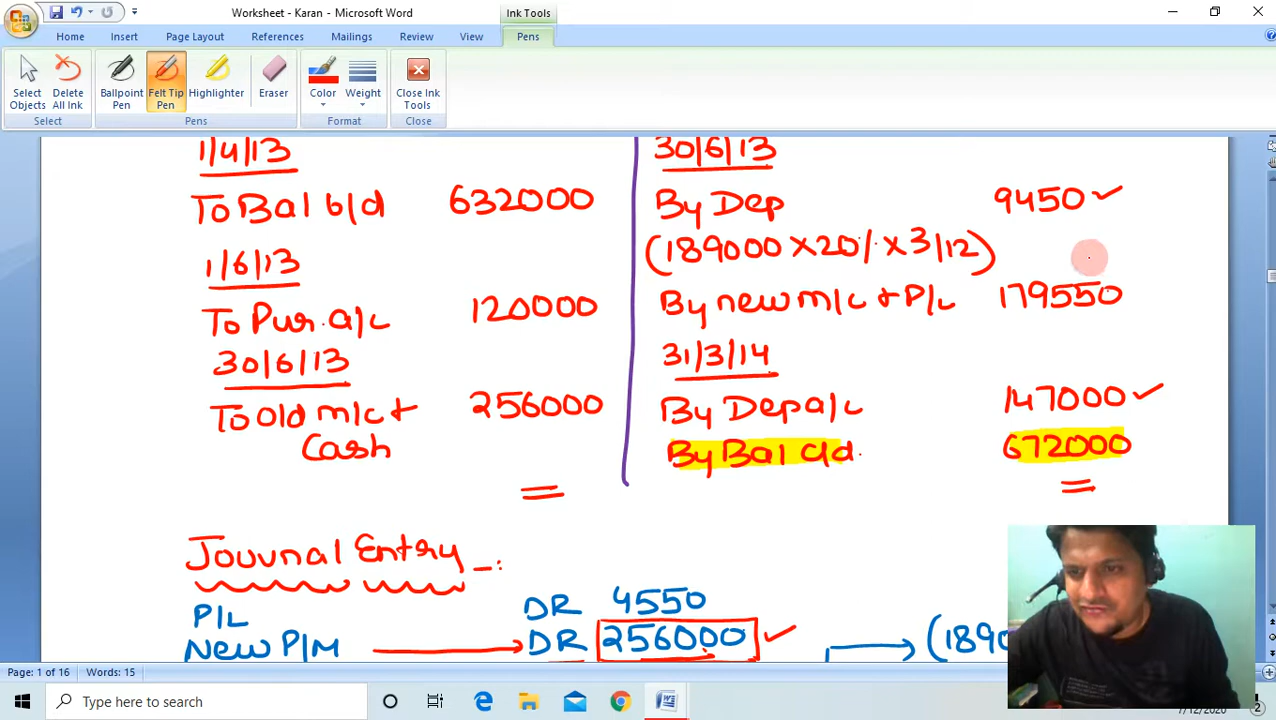 Worksheet - Karan - Microsoft Word
Ink Tools
Home Insert Page Layout References Mailings Review View Pens
Select Objects
Delete All Ink
Ballpoint Pen
Felt Tip Pen
Highlighter
Eraser
Color
Weight
Close Ink Tools
Select Pens Format Close
1/4/13
To Bal b/d 632000
1/6/13
To Pur. a/c 120000
30/6/13
To Old m/c + 256000
Cash
30/6/13
By Dep 9450
(189000 X 20/. X 3/12)
By new m/c + P/L 179550
31/3/14
By Dep a/c 147000
By Bal c/d. 672000
Journal Entry
P/L DR 4550
New P/M DR 256000 (1890
Page: 1 of 16 Words: 15
Type here to search
7/12/2020